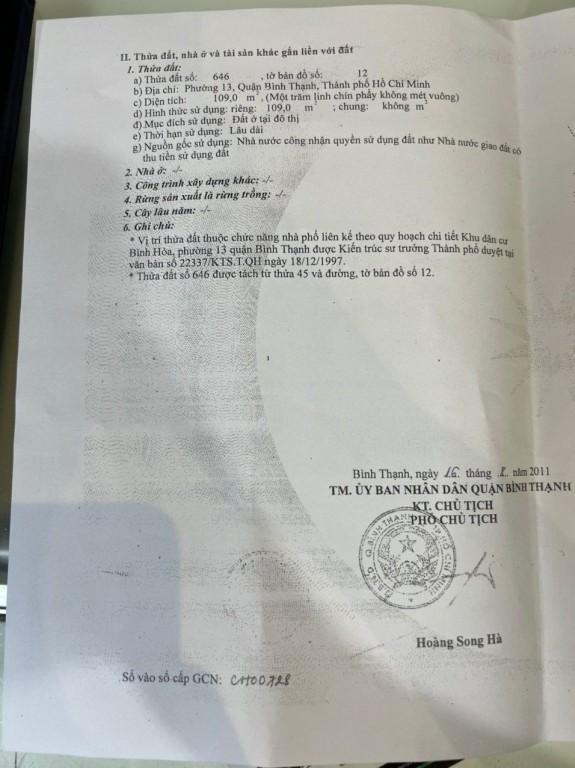 II. Thửa đất, nhà ở và tài sản khác gắn liền với đất
1. Thửa đất:
a) Thửa đất số: 646 , tờ bản đồ số: 12
b) Địa chỉ: Phường 13, Quận Bình Thạnh, Thành phố Hồ Chí Minh
c) Diện tích: 109,0 m², (Một trăm lịnh chín phẩy không mét vuông)
d) Hình thức sử dụng: riêng: 109,0 m² ; chung: không m²
đ) Mục đích sử dụng: Đất ở tại đô thị
e) Thời hạn sử dụng: Lâu dài
g) Nguồn gốc sử dụng: Nhà nước công nhận quyền sử dụng đất như Nhà nước giao đất có
thu tiền sử dụng đất
2. Nhà ở: -/-
3. Công trình xây dựng khác: -/-
4. Rừng sản xuất là rừng trồng: -/-
5. Cây lâu năm: -/-
6. Ghi chú:
* Vị trí thửa đất thuộc chức năng nhà phố liên kế theo quy hoạch chi tiết Khu dân cư
Bình Hòa, phường 13 quận Bình Thạnh được Kiến trúc sư trưởng Thành phố duyệt tại
văn bản số 22337/KTS.T.QH ngày 18/12/1997.
* Thửa đất số 646 được tách từ thửa 45 và đường, tờ bản đồ số 12.
Bình Thạnh, ngày 16 tháng năm 2011
TM. ỦY BAN NHÂN DÂN QUẬN BÌNH THẠNH
KT. CHỦ TỊCH
PHÓ CHỦ TỊCH
U.B.N.D Q.BÌNH THẠNH TP HỒ CHÍ MINH
Hoàng Song Hà
Số vào sổ cấp GCN: CH00728